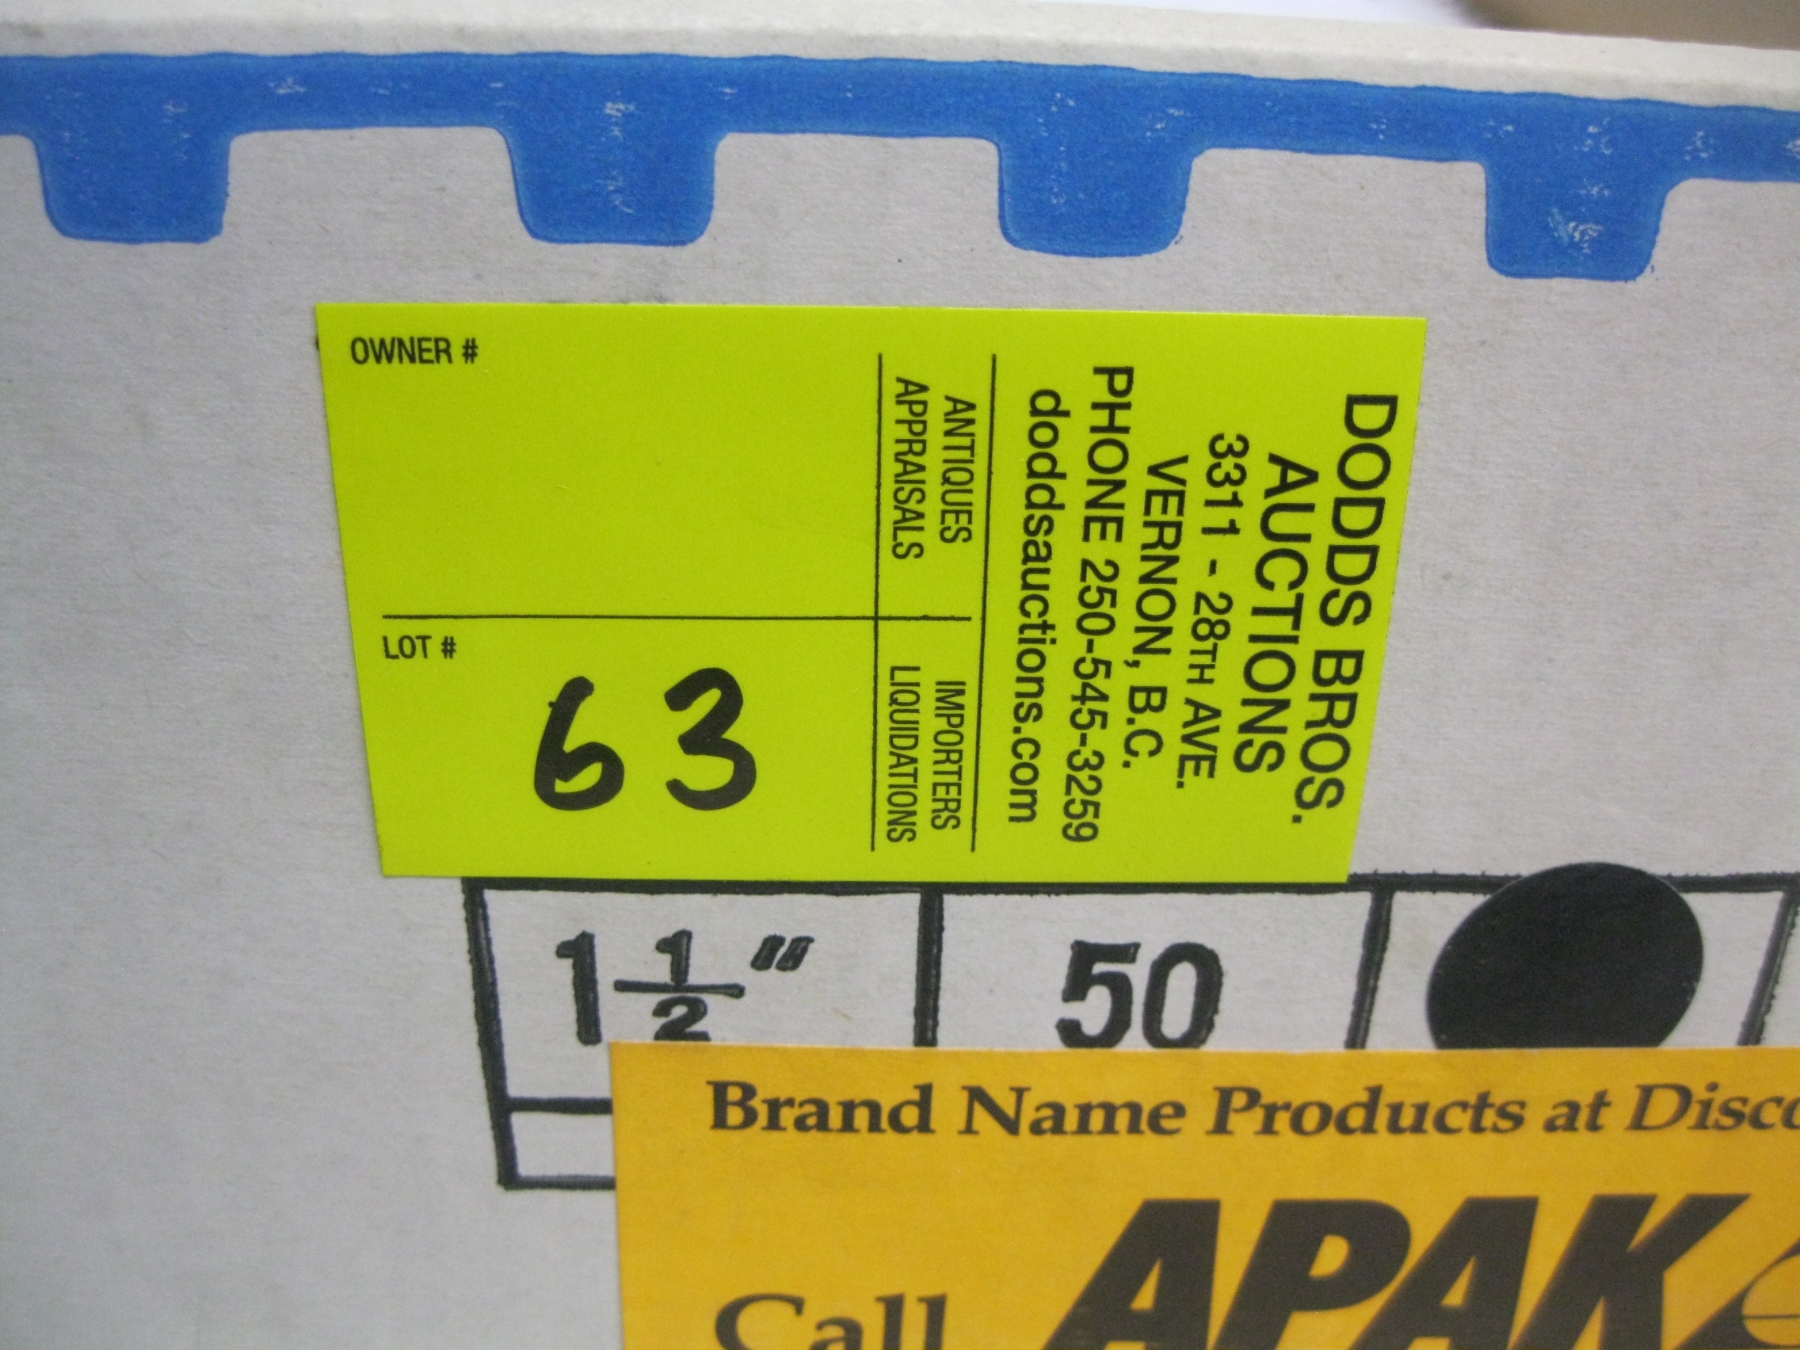 OWNER #
LOT #
63
ANTIQUES
APPRAISALS
IMPORTERS
LIQUIDATIONS
DODDS BROS.
AUCTIONS
3311 - 28TH AVE.
VERNON, B.C.
PHONE 250-545-3259
doddsauctions.com
1 1/2" 50
Brand Name Products at
Call APAK